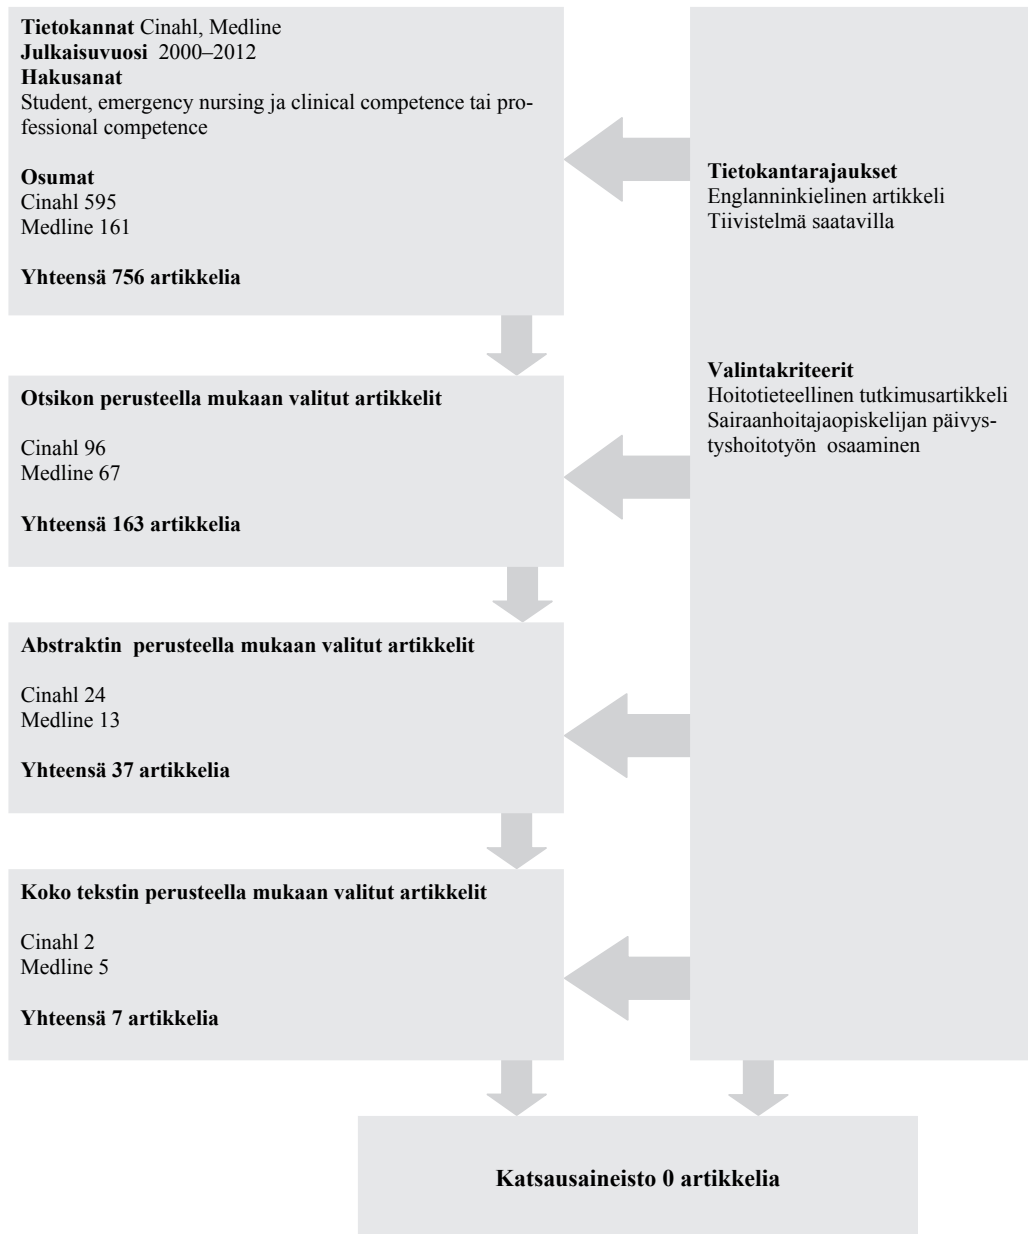 Tietokannat Cinahl, Medline
Julkaisuvuosi 2000–2012
Hakusanat
Student, emergency nursing ja clinical competence tai pro-
fessional competence
Osumat
Cinahl 595
Medline 161
Yhteensä 756 artikkelia
Tietokantarajaukset
Englanninkielinen artikkeli
Tiivistelmä saatavilla
Valintakriteerit
Hoitotieteellinen tutkimusartikkeli
Sairaanhoitajaopiskelijan päivys-
tyshoitotyön osaaminen
Otsikon perusteella mukaan valitut artikkelit
Cinahl 96
Medline 67
Yhteensä 163 artikkelia
Abstraktin perusteella mukaan valitut artikkelit
Cinahl 24
Medline 13
Yhteensä 37 artikkelia
Koko tekstin perusteella mukaan valitut artikkelit
Cinahl 2
Medline 5
Yhteensä 7 artikkelia
Katsausaineisto 0 artikkelia